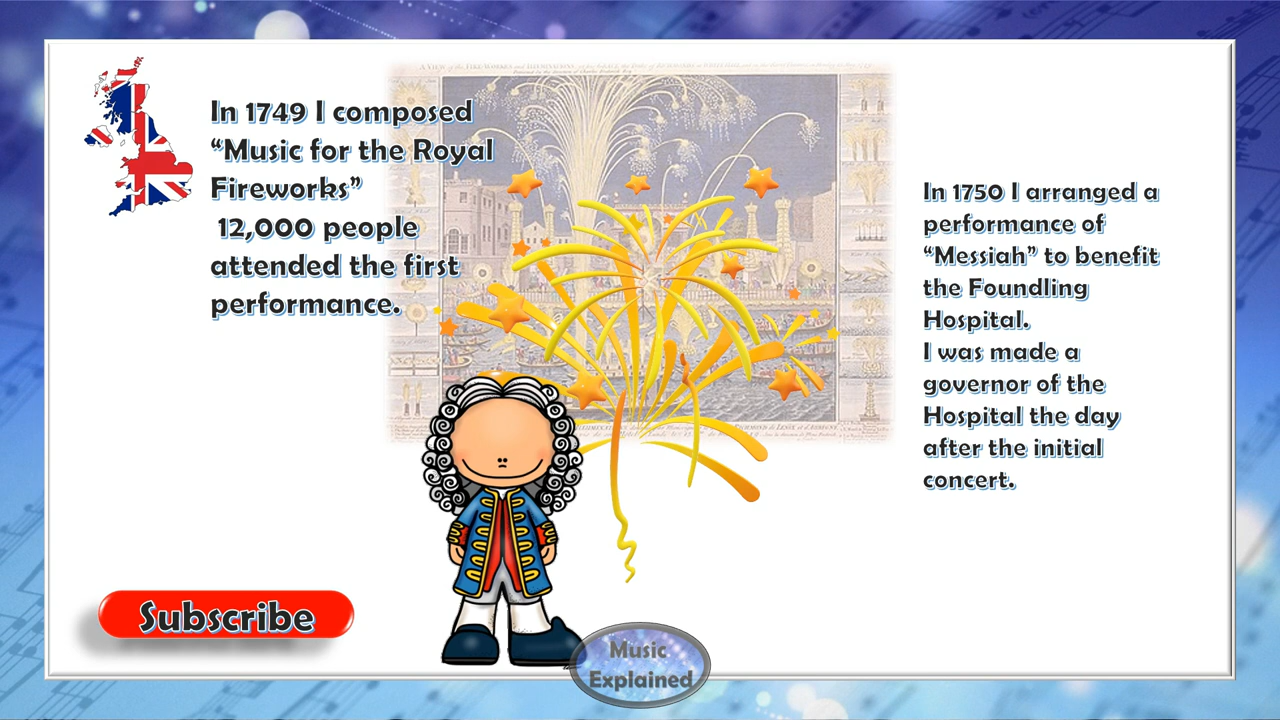 In 1749 I composed
“Music for the Royal
Fireworks”
12,000 people
attended the first
performance.
In 1750 I arranged a
performance of
“Messiah” to benefit
the Foundling
Hospital.
I was made a
governor of the
Hospital the day
after the initial
concert.
Subscribe
Music
Explained